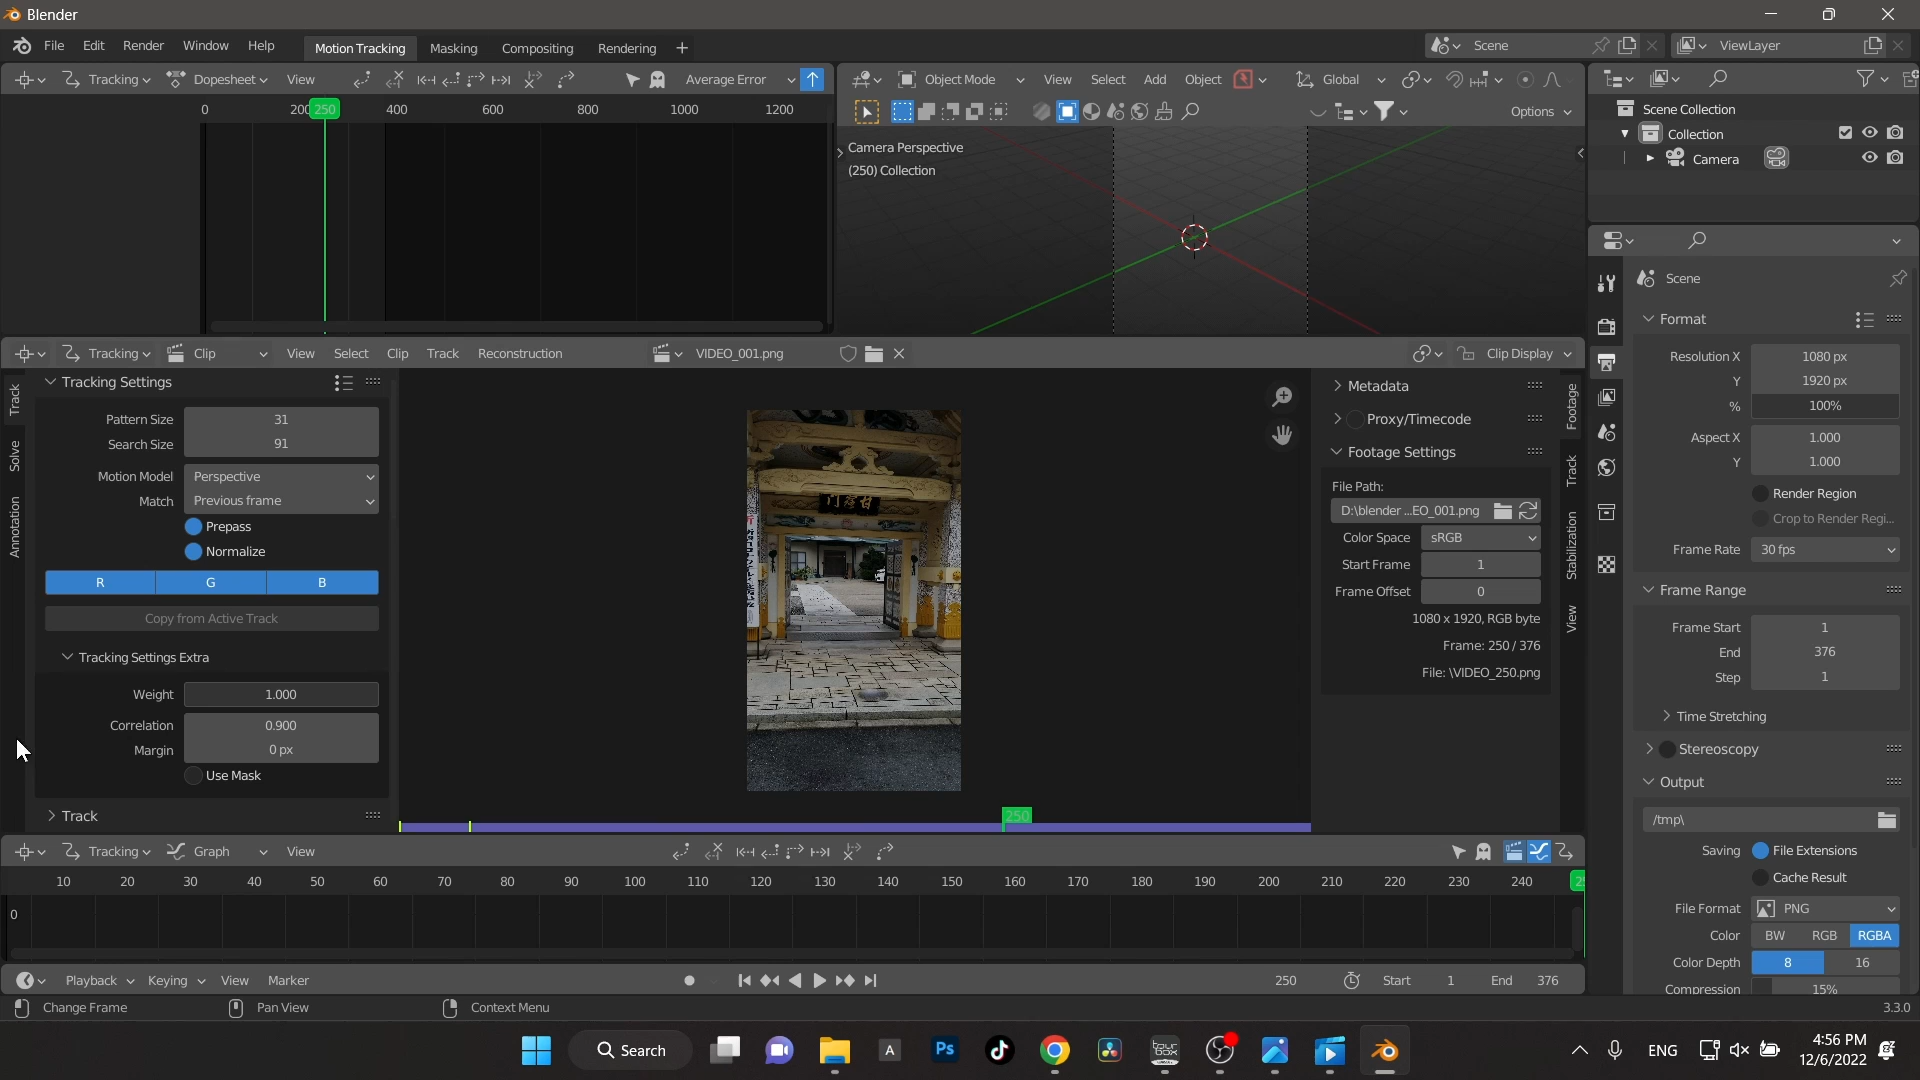 Blender
File Edit Render Window Help Motion Tracking Masking Compositing Rendering + Scene ViewLayer
Tracking Dopesheet View Average Error
0 200 250 400 600 800 1000 1200
Object Mode View Select Add Object Global
Options
Camera Perspective
(250) Collection
Scene Collection
Collection
Camera
Tracking Clip View Select Clip Track Reconstruction VIDEO_001.png Clip Display
Track
Solve
Annotation
Tracking Settings
Pattern Size 31
Search Size 91
Motion Model Perspective
Match Previous frame
Prepass
Normalize
R G B
Copy from Active Track
Tracking Settings Extra
Weight 1.000
Correlation 0.900
Margin 0 px
Use Mask
Track
250
Metadata
Proxy/Timecode
Footage Settings
File Path:
D:\blender ...EO_001.png
Color Space sRGB
Start Frame 1
Frame Offset 0
1080 x 1920, RGB byte
Frame: 250 / 376
File: \VIDEO_250.png
Footage
Track
Stabilization
View
Scene
Format
Resolution X 1080 px
Y 1920 px
% 100%
Aspect X 1.000
Y 1.000
Render Region
Crop to Render Regi...
Frame Rate 30 fps
Frame Range
Frame Start 1
End 376
Step 1
Time Stretching
Stereoscopy
Output
/tmp\
Saving File Extensions
Cache Result
File Format PNG
Color BW RGB RGBA
Color Depth 8 16
Compression 15%
Tracking Graph View
10 20 30 40 50 60 70 80 90 100 110 120 130 140 150 160 170 180 190 200 210 220 230 240
0
Playback Keying View Marker 250 Start 1 End 376
Change Frame Pan View Context Menu 3.3.0
Search A Ps tourbox ENG 4:56 PM
12/6/2022